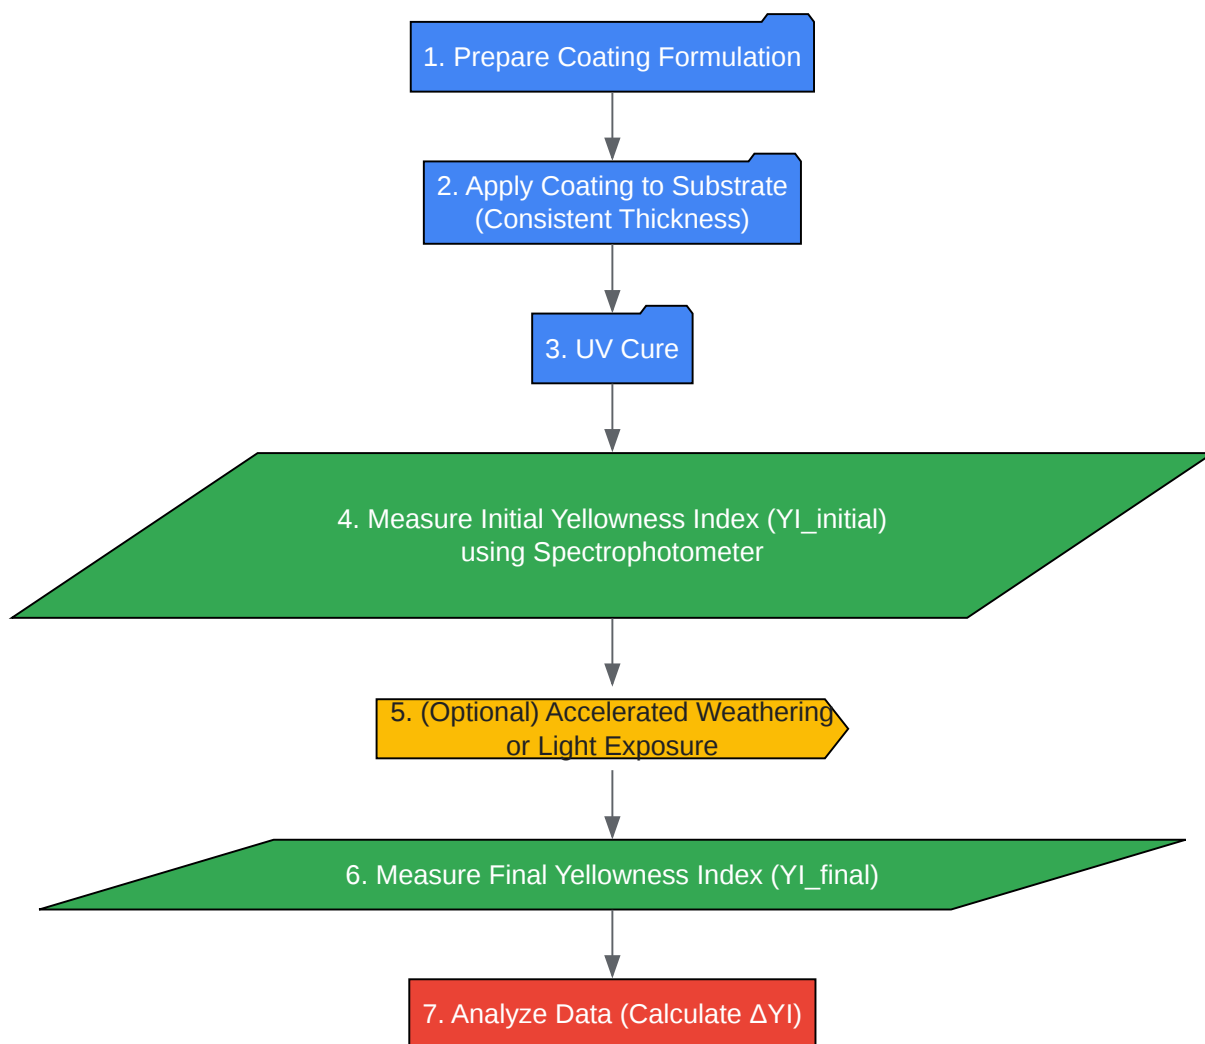 1. Prepare Coating Formulation
2. Apply Coating to Substrate
(Consistent Thickness)
3. UV Cure
4. Measure Initial Yellowness Index (YI_initial)
using Spectrophotometer
5. (Optional) Accelerated Weathering
or Light Exposure
6. Measure Final Yellowness Index (YI_final)
7. Analyze Data (Calculate ΔYI)